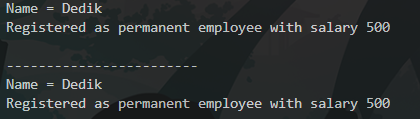 Name = Dedik
Registered as permanent employee with salary 500
------------------------
Name = Dedik
Registered as permanent employee with salary 500